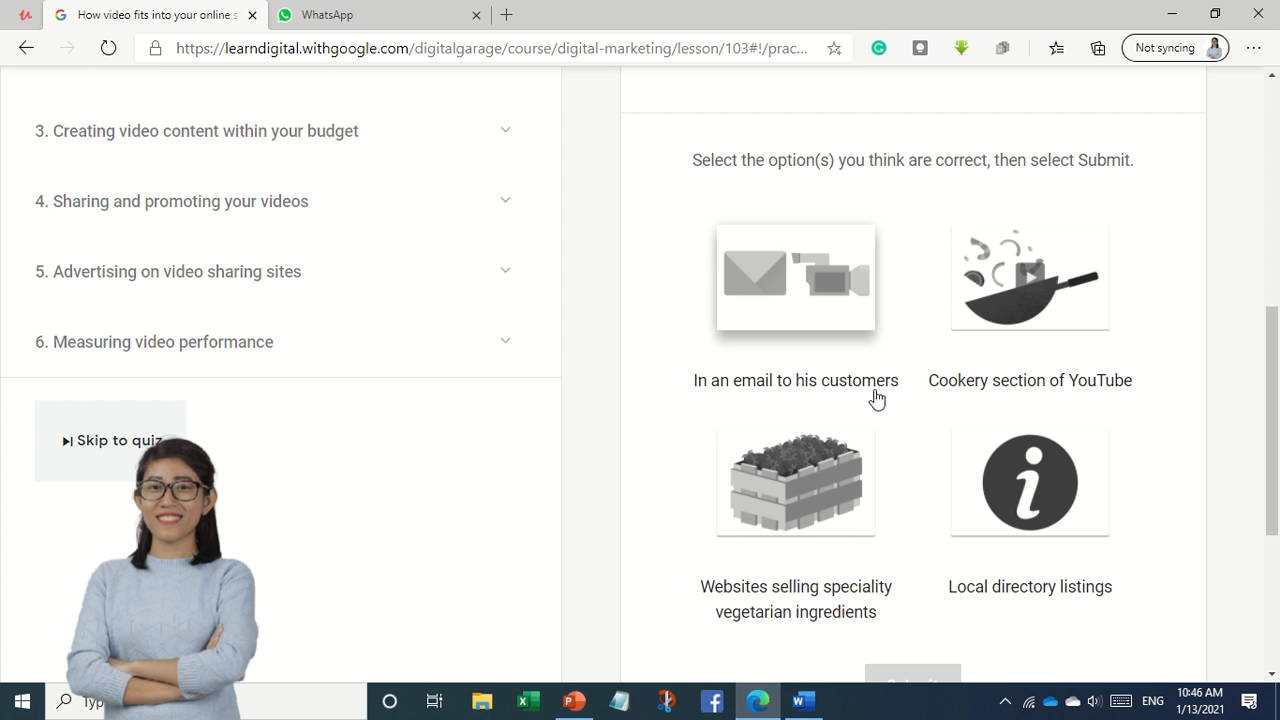 How video fits into your online s
WhatsApp
https://learndigital.withgoogle.com/digitalgarage/course/digital-marketing/lesson/103#!/prac...
Not syncing
3. Creating video content within your budget
4. Sharing and promoting your videos
5. Advertising on video sharing sites
6. Measuring video performance
Skip to quiz
Select the option(s) you think are correct, then select Submit.
In an email to his customers
Cookery section of YouTube
Websites selling speciality
vegetarian ingredients
Local directory listings
Typ
ENG
10:46 AM
1/13/2021